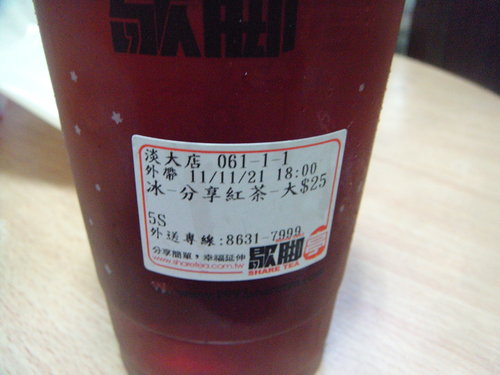 歇脚
淡大店 061-1-1
外帶 11/11/21 18:00
冰-分享紅茶-大$25
5S
外送專線:8631-7999
分享簡單,幸福延伸
www.sharetea.com.tw
歇脚
SHARE TEA